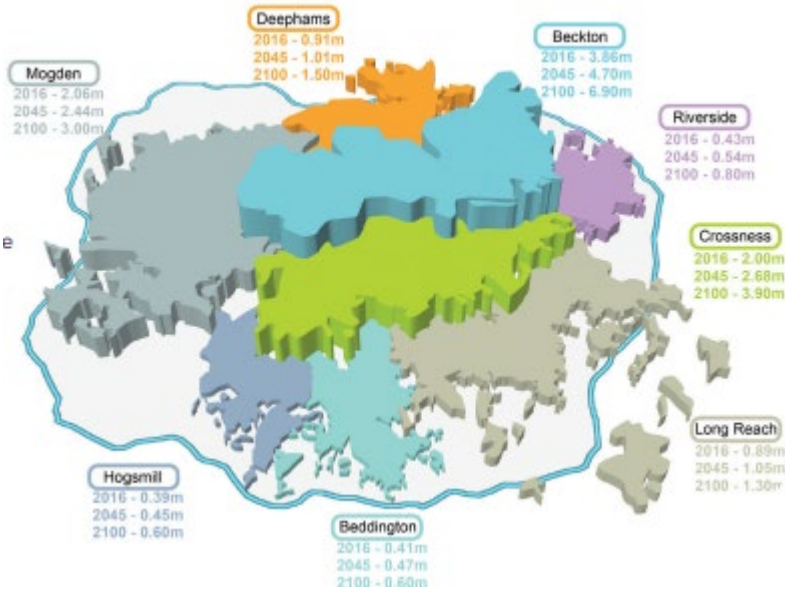 Deephams
2016 - 0.91m
2045 - 1.01m
2100 - 1.50m
Beckton
2016 - 3.86m
2045 - 4.70m
2100 - 6.90m
Mogden
2016 - 2.06m
2045 - 2.44m
2100 - 3.00m
Riverside
2016 - 0.43m
2045 - 0.54m
2100 - 0.80m
e
Crossness
2016 - 2.00m
2045 - 2.68m
2100 - 3.90m
Long Reach
2016 - 0.89m
2045 - 1.05m
2100 - 1.30m
Hogsmill
2016 - 0.39m
2045 - 0.45m
2100 - 0.60m
Beddington
2016 - 0.41m
2045 - 0.47m
2100 - 0.60m